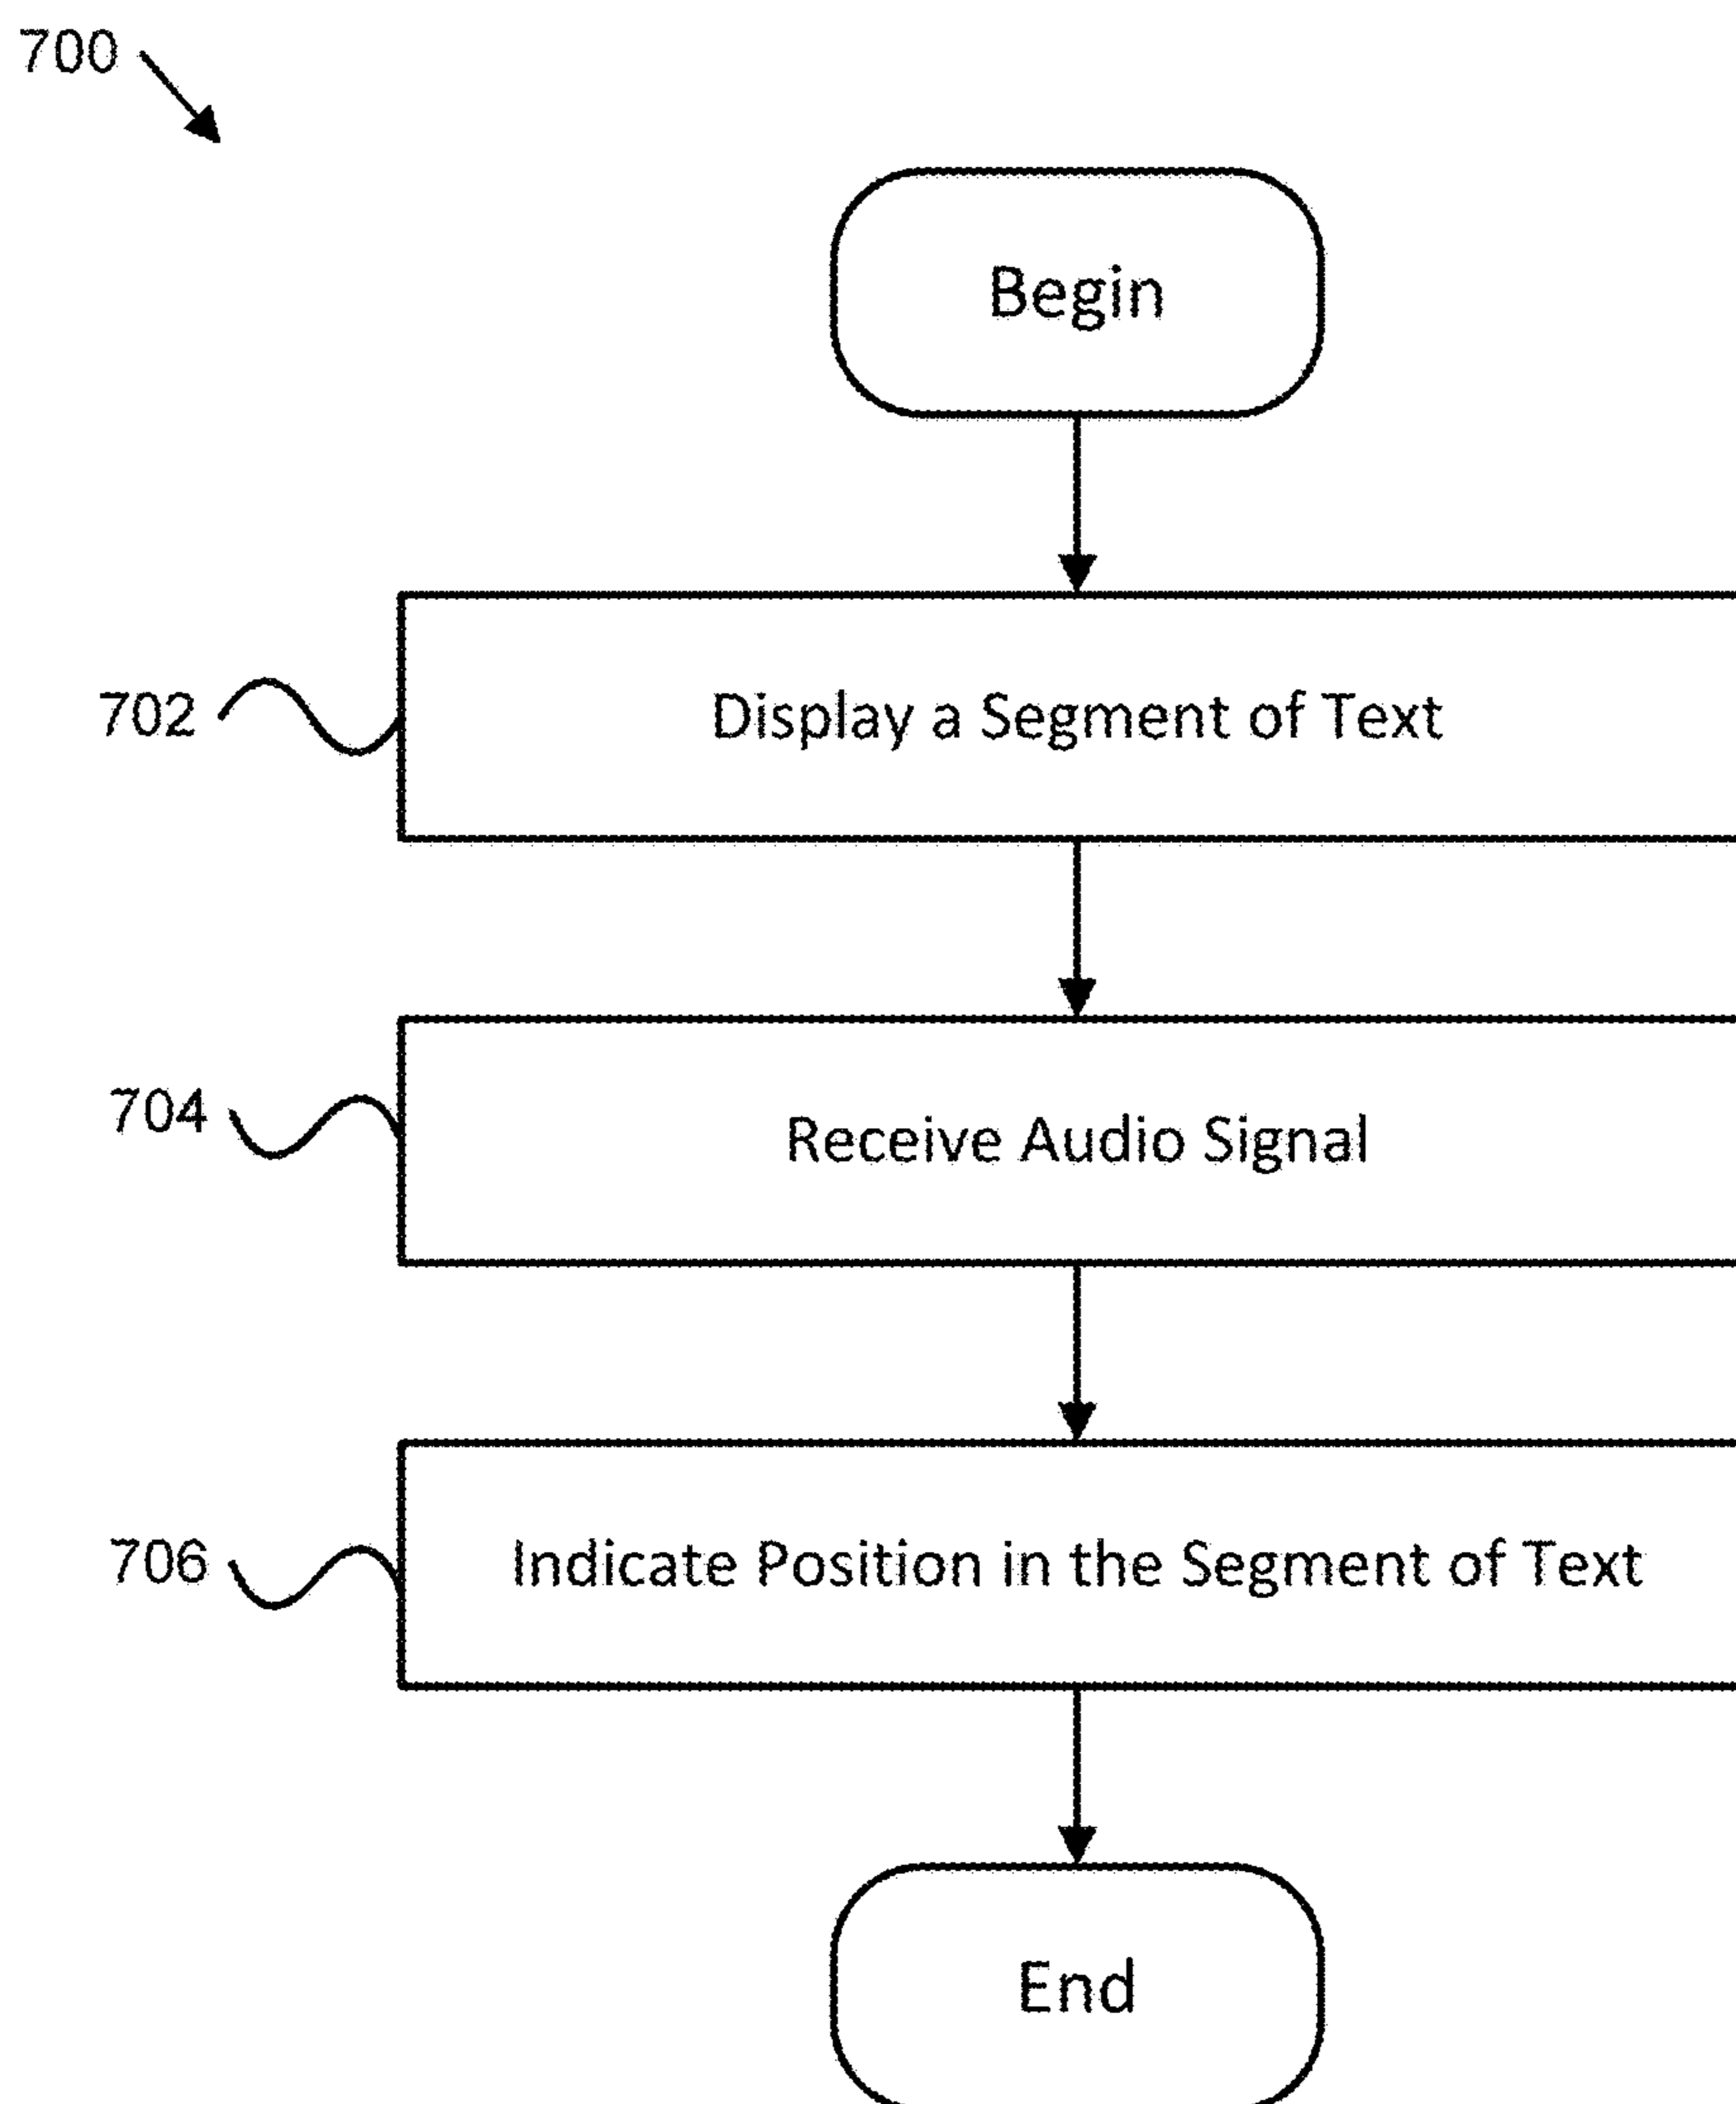 700
Begin
702
Display a Segment of Text
704
Receive Audio Signal
706
Indicate Position in the Segment of Text
End